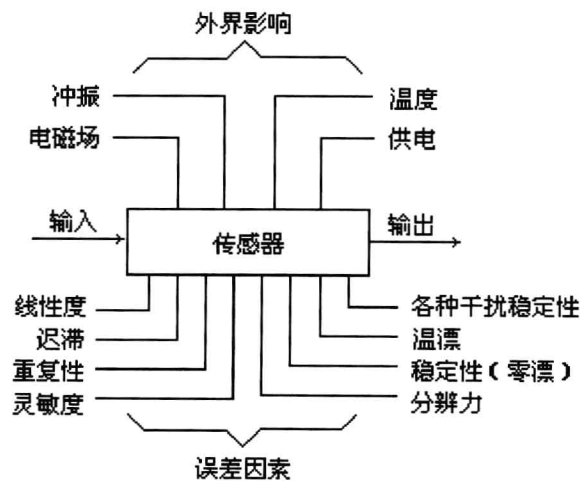 外界影响
冲振
温度
电磁场
供电
输入
传感器
输出
线性度
各种干扰稳定性
迟滞
温漂
重复性
稳定性(零漂)
灵敏度
分辨力
误差因素